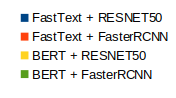 FastText + RESNET50
FastText + FasterRCNN
BERT + RESNET50
BERT + FasterRCNN